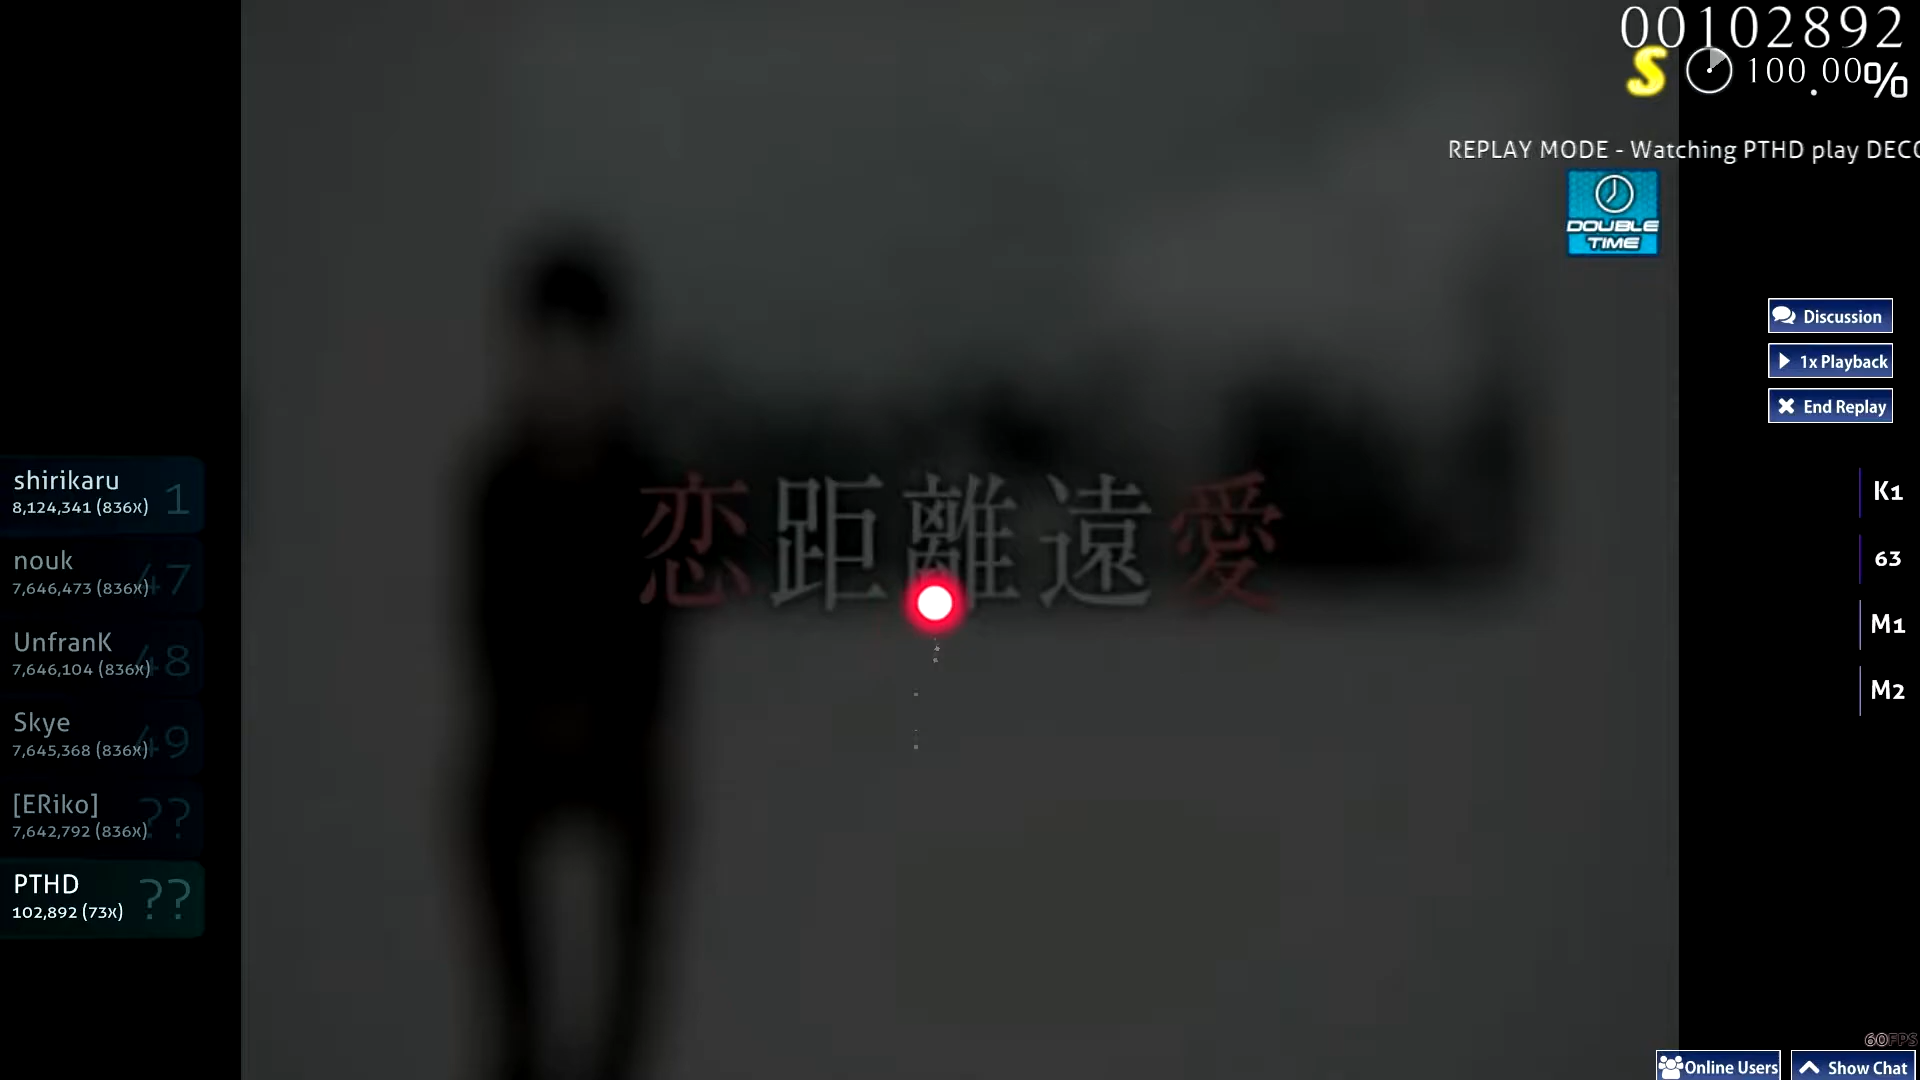 00102892
S 100.00%
REPLAY MODE - Watching PTHD play DECO
DOUBLE TIME
Discussion
1x Playback
End Replay
shirikaru
8,124,341 (836x) 1
nouk
7,646,473 (836x) 47
UnfranK
7,646,104 (836x) 48
Skye
7,645,368 (836x) 49
[ERiko]
7,642,792 (836x) ??
PTHD
102,892 (73x) ??
恋距離遠愛
K1
63
M1
M2
60FPS
Online Users
Show Chat